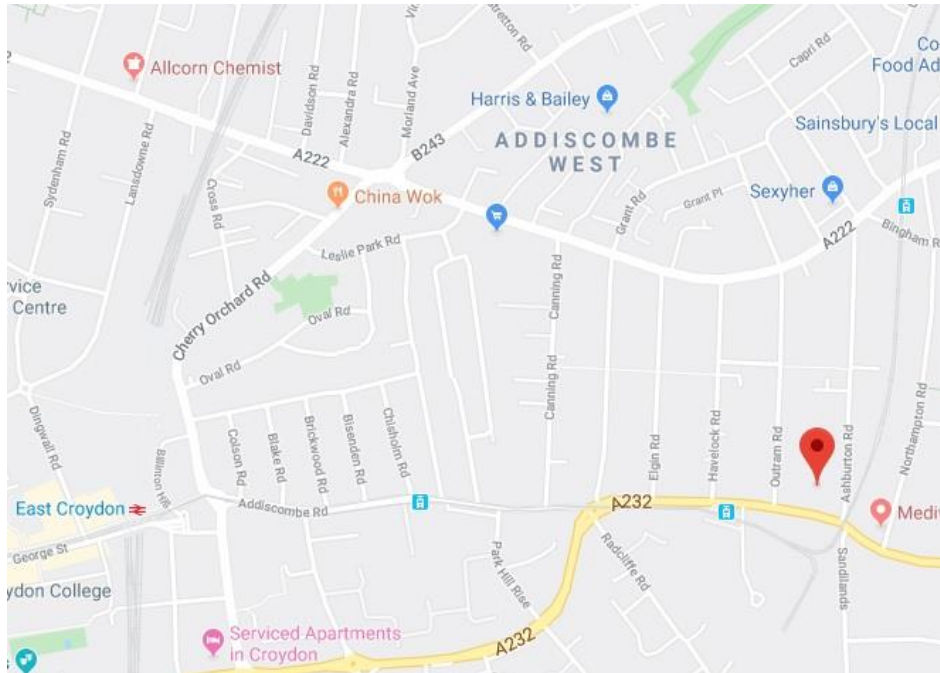 Allcorn Chemist
Sydenham Rd
Lansdowne Rd
Davidson Rd
Alexandra Rd
Morland Ave
A222
B243
Harris & Bailey
ADDISCOMBE
WEST
Capri Rd
Co
Food Ad
Sainsbury's Local
China Wok
Cross Rd
Leslie Park Rd
Grant Rd
Grant Pl
Sexyher
A222
Bingham R
Centre
Cherry Orchard Rd
Oval Rd
Oval Rd
Canning Rd
Canning Rd
Dingwall Rd
Billinton Hill
Colson Rd
Blake Rd
Brickwood Rd
Bisenden Rd
Chisholm Rd
Elgin Rd
Havelock Rd
Outram Rd
Ashburton Rd
Northampton Rd
East Croydon
Addiscombe Rd
A232
Mediv
George St
Park Hill Rise
Radcliffe Rd
Sandilands
ydon College
Serviced Apartments
in Croydon
A232